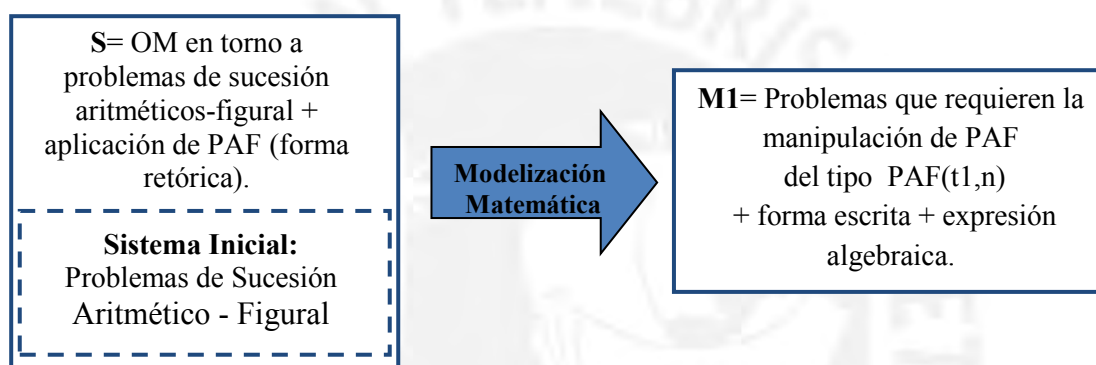 S= OM en torno a
problemas de sucesión
aritméticos-figural +
aplicación de PAF (forma
retórica).
Sistema Inicial:
Problemas de Sucesión
Aritmético - Figural
Modelización
Matemática
M1= Problemas que requieren la
manipulación de PAF
del tipo PAF(t1,n)
+ forma escrita + expresión
algebraica.